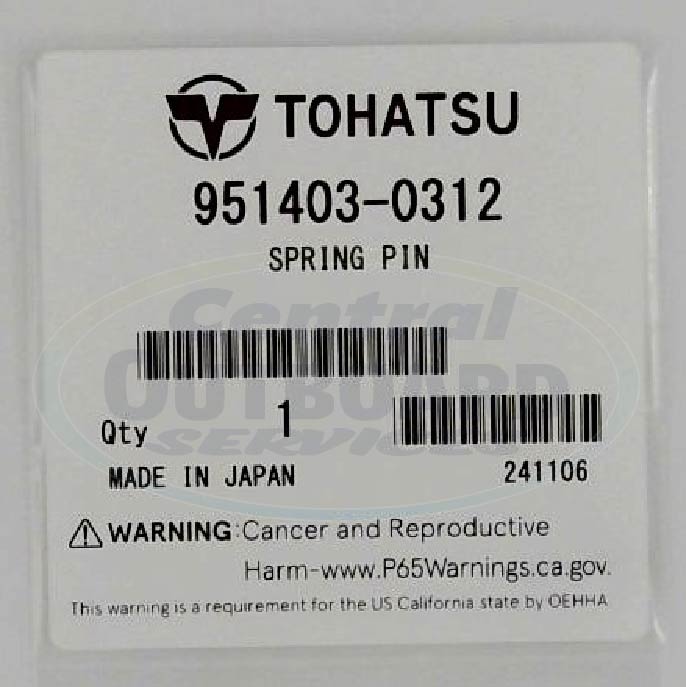 TOHATSU
951403-0312
SPRING PIN
Central
OUTBOARD
SERVICES
Qty 1
MADE IN JAPAN 241106
⚠ WARNING:Cancer and Reproductive
Harm-www.P65Warnings.ca.gov.
This warning is a requirement for the US California state by OEHHA